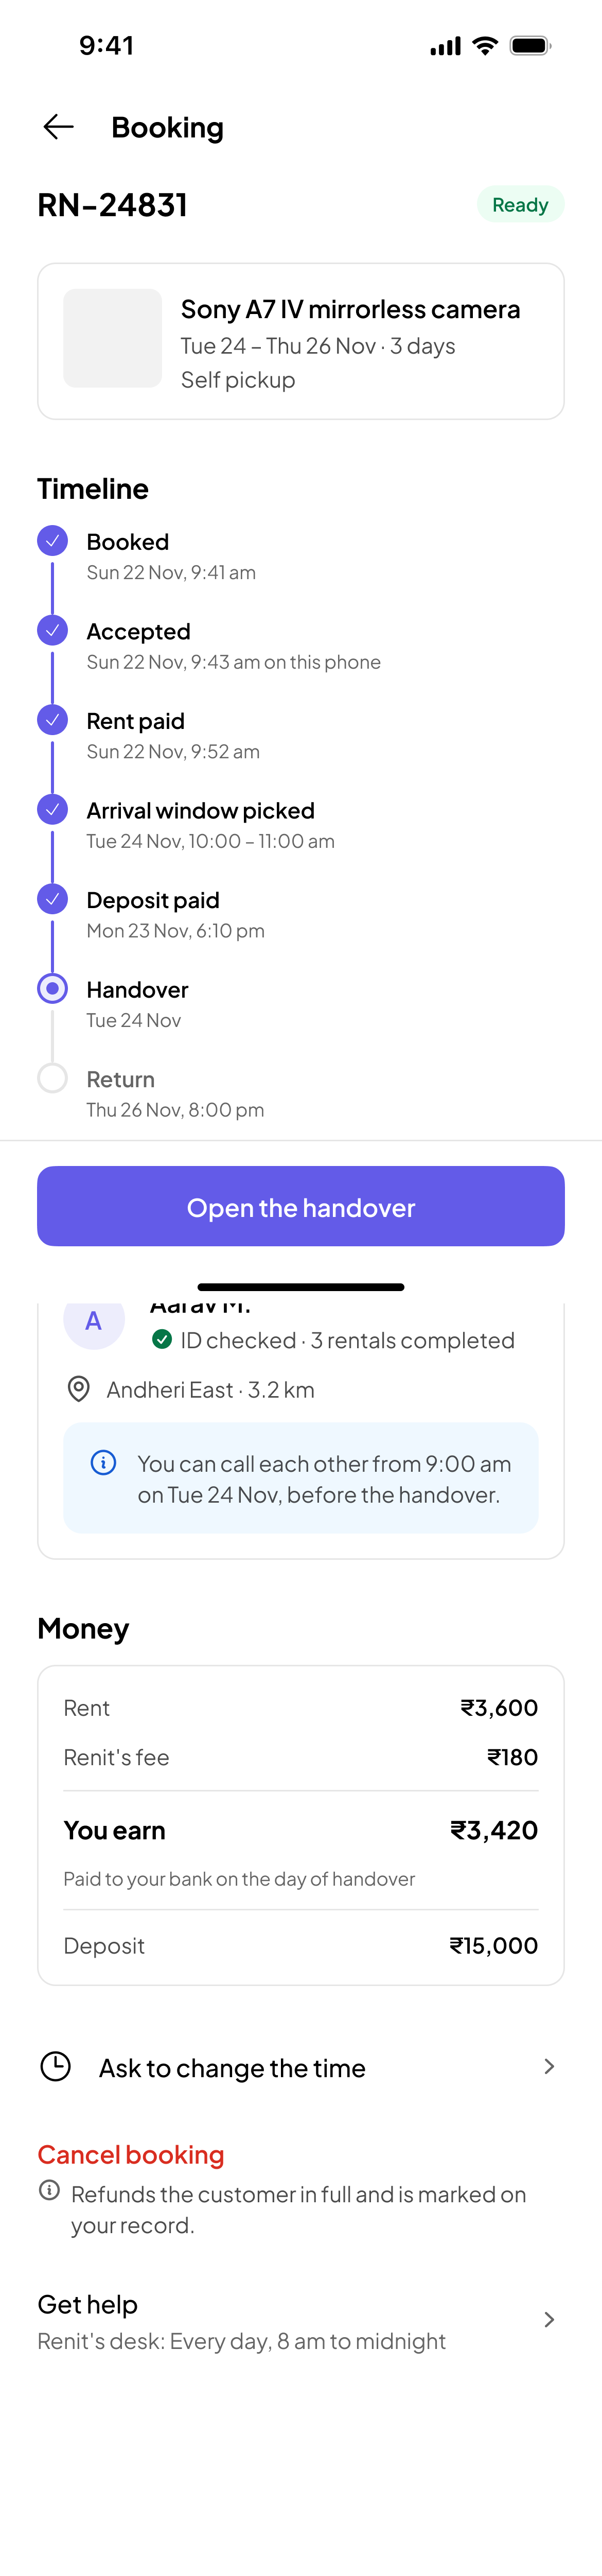 9:41
Booking
RN-24831
Ready
Sony A7 IV mirrorless camera
Tue 24 – Thu 26 Nov · 3 days
Self pickup
Timeline
Booked
Sun 22 Nov, 9:41 am
Accepted
Sun 22 Nov, 9:43 am on this phone
Rent paid
Sun 22 Nov, 9:52 am
Arrival window picked
Tue 24 Nov, 10:00 – 11:00 am
Deposit paid
Mon 23 Nov, 6:10 pm
Handover
Tue 24 Nov
Return
Thu 26 Nov, 8:00 pm
Open the handover
A
Aarav M.
ID checked · 3 rentals completed
Andheri East · 3.2 km
You can call each other from 9:00 am
on Tue 24 Nov, before the handover.
Money
Rent
₹3,600
Renit's fee
₹180
You earn
₹3,420
Paid to your bank on the day of handover
Deposit
₹15,000
Ask to change the time
Cancel booking
Refunds the customer in full and is marked on
your record.
Get help
Renit's desk: Every day, 8 am to midnight